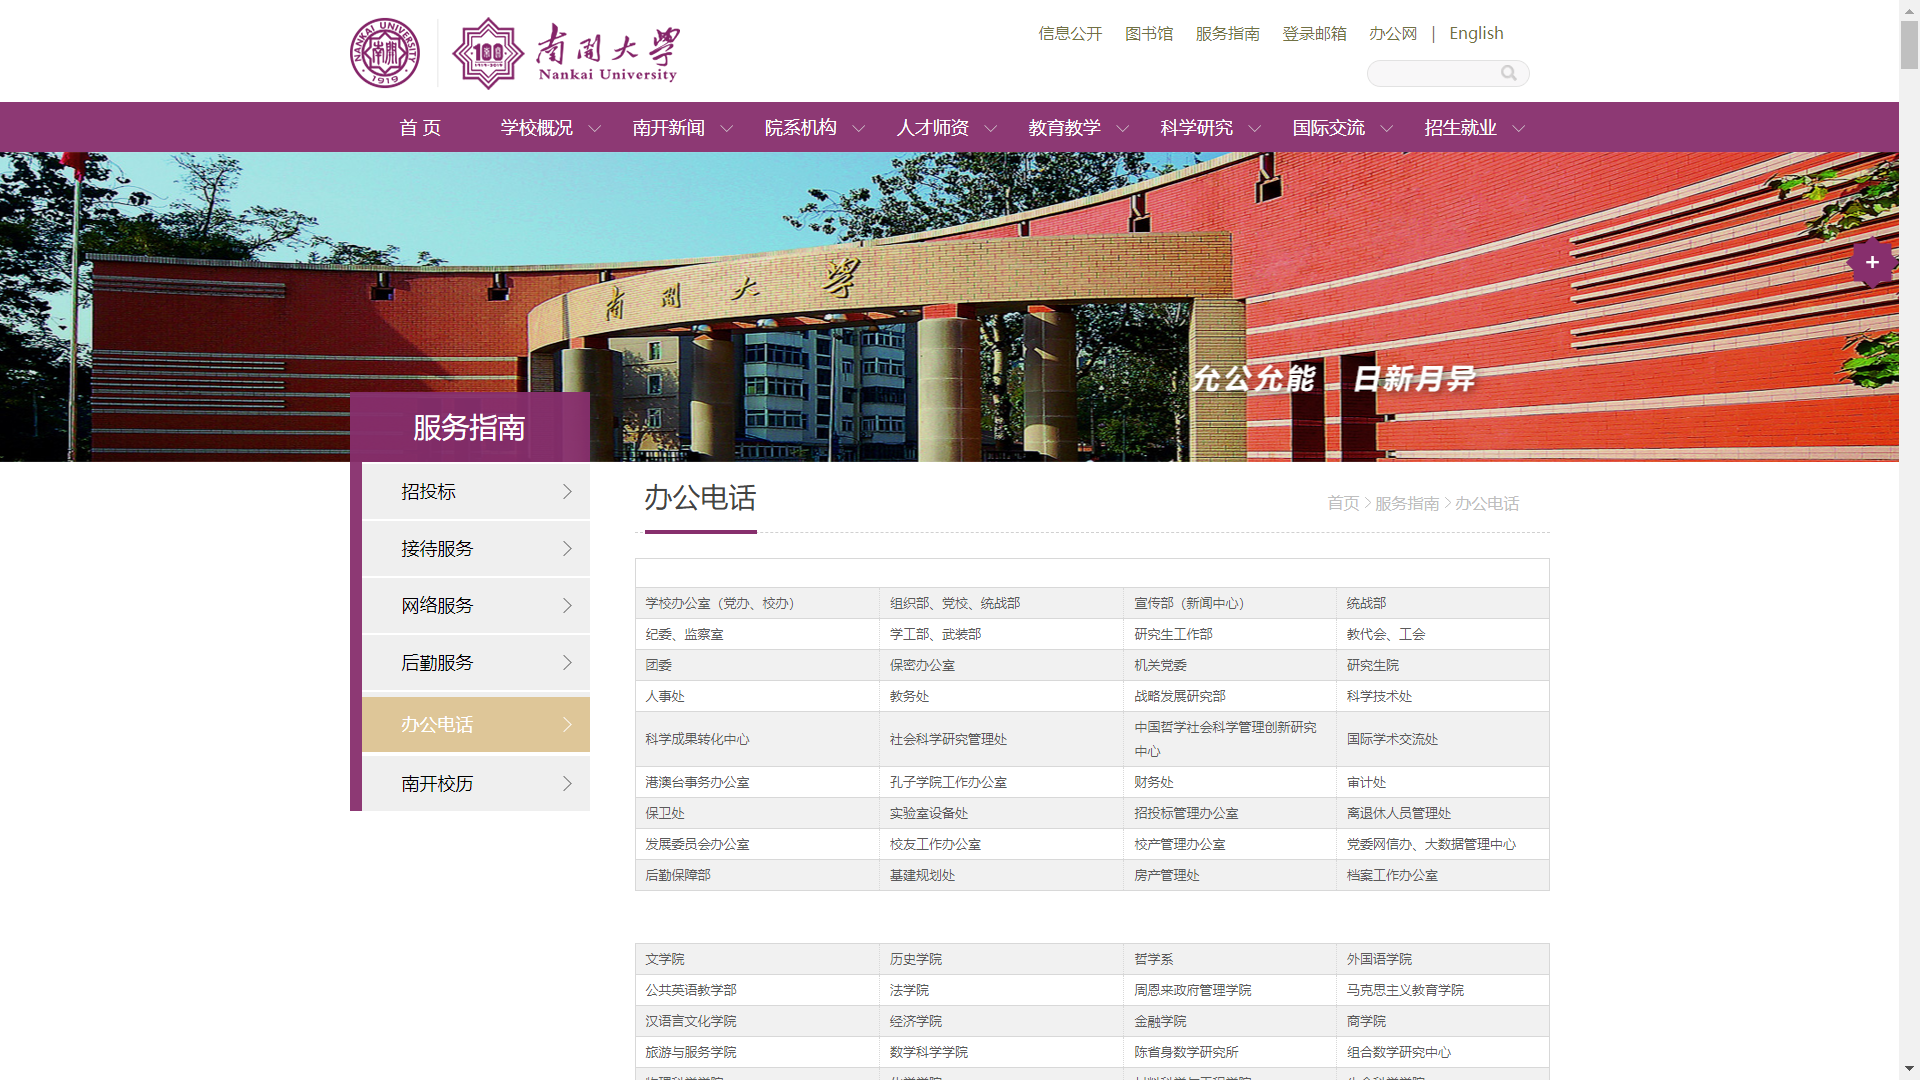 NANKAI UNIVERSITY 1919
100
南开大学
Nankai University
信息公开 图书馆 服务指南 登录邮箱 办公网 | English
首 页 学校概况 南开新闻 院系机构 人才师资 教育教学 科学研究 国际交流 招生就业
南開大學
+
允公允能 日新月异
服务指南
招投标
接待服务
网络服务
后勤服务
办公电话
南开校历
办公电话
首页 > 服务指南 > 办公电话
学校办公室（党办、校办） 组织部、党校、统战部 宣传部（新闻中心） 统战部
纪委、监察室 学工部、武装部 研究生工作部 教代会、工会
团委 保密办公室 机关党委 研究生院
人事处 教务处 战略发展研究部 科学技术处
科学成果转化中心 社会科学研究管理处 中国哲学社会科学管理创新研究中心 国际学术交流处
港澳台事务办公室 孔子学院工作办公室 财务处 审计处
保卫处 实验室设备处 招投标管理办公室 离退休人员管理处
发展委员会办公室 校友工作办公室 校产管理办公室 党委网信办、大数据管理中心
后勤保障部 基建规划处 房产管理处 档案工作办公室
文学院 历史学院 哲学系 外国语学院
公共英语教学部 法学院 周恩来政府管理学院 马克思主义教育学院
汉语言文化学院 经济学院 金融学院 商学院
旅游与服务学院 数学科学学院 陈省身数学研究所 组合数学研究中心